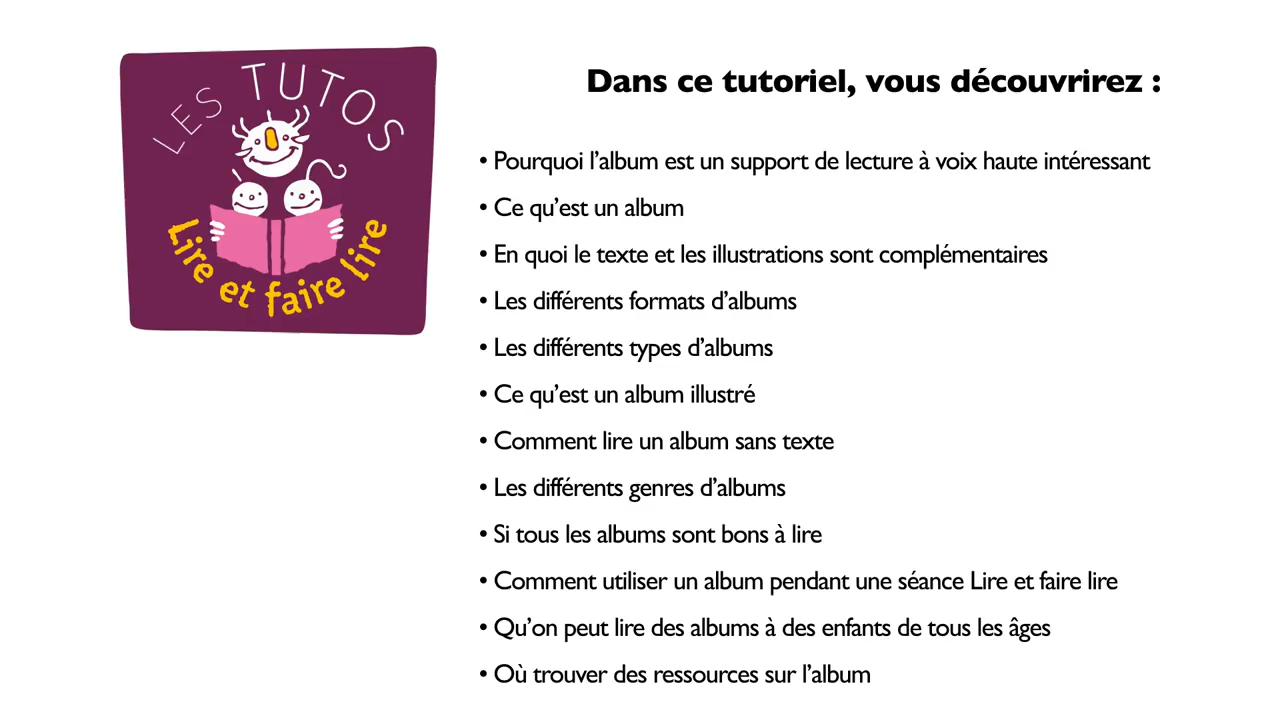 LES TUTOS
Lire et faire lire
Dans ce tutoriel, vous découvrirez :
• Pourquoi l’album est un support de lecture à voix haute intéressant
• Ce qu’est un album
• En quoi le texte et les illustrations sont complémentaires
• Les différents formats d’albums
• Les différents types d’albums
• Ce qu’est un album illustré
• Comment lire un album sans texte
• Les différents genres d’albums
• Si tous les albums sont bons à lire
• Comment utiliser un album pendant une séance Lire et faire lire
• Qu’on peut lire des albums à des enfants de tous les âges
• Où trouver des ressources sur l’album